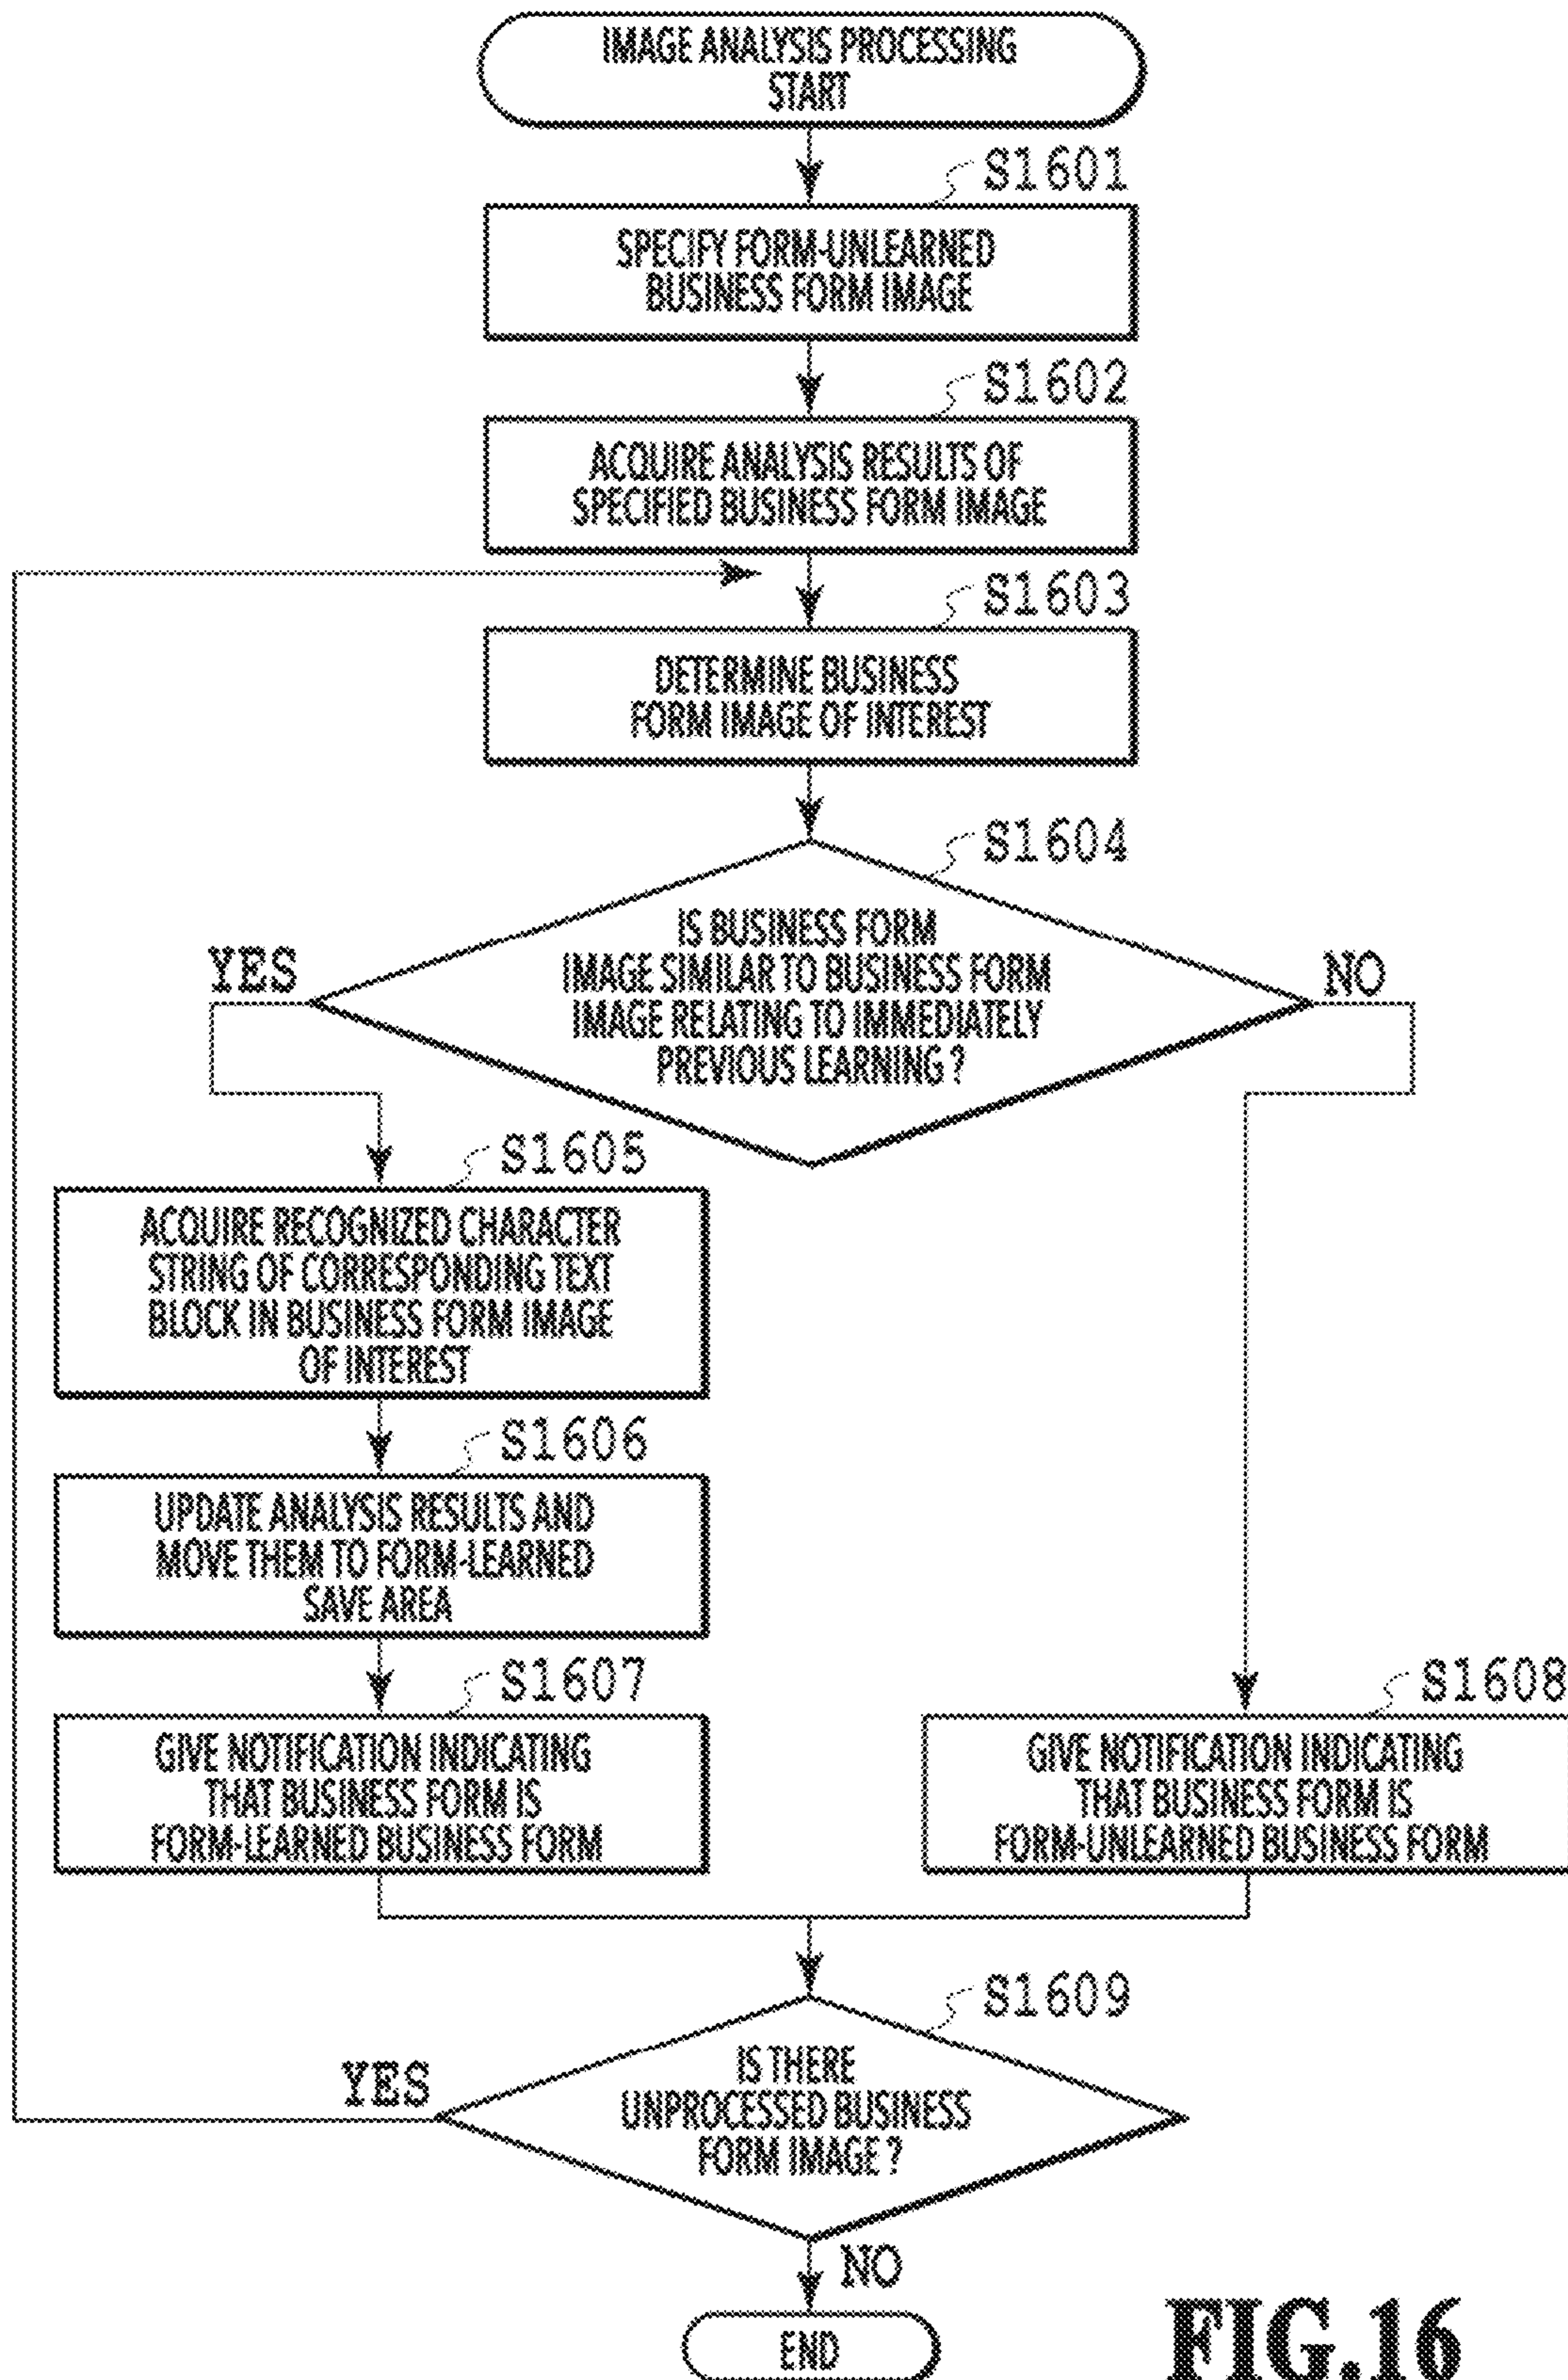 IMAGE ANALYSIS PROCESSING
START
S1601
SPECIFY FORM-UNLEARNED
BUSINESS FORM IMAGE
S1602
ACQUIRE ANALYSIS RESULTS OF
SPECIFIED BUSINESS FORM IMAGE
S1603
DETERMINE BUSINESS
FORM IMAGE OF INTEREST
S1604
IS BUSINESS FORM
IMAGE SIMILAR TO BUSINESS FORM
IMAGE RELATING TO IMMEDIATELY
PREVIOUS LEARNING ?
YES
NO
S1605
ACQUIRE RECOGNIZED CHARACTER
STRING OF CORRESPONDING TEXT
BLOCK IN BUSINESS FORM IMAGE
OF INTEREST
S1606
UPDATE ANALYSIS RESULTS AND
MOVE THEM TO FORM-LEARNED
SAVE AREA
S1607
GIVE NOTIFICATION INDICATING
THAT BUSINESS FORM IS
FORM-LEARNED BUSINESS FORM
S1608
GIVE NOTIFICATION INDICATING
THAT BUSINESS FORM IS
FORM-UNLEARNED BUSINESS FORM
S1609
IS THERE
UNPROCESSED BUSINESS
FORM IMAGE ?
YES
NO
END
FIG.16